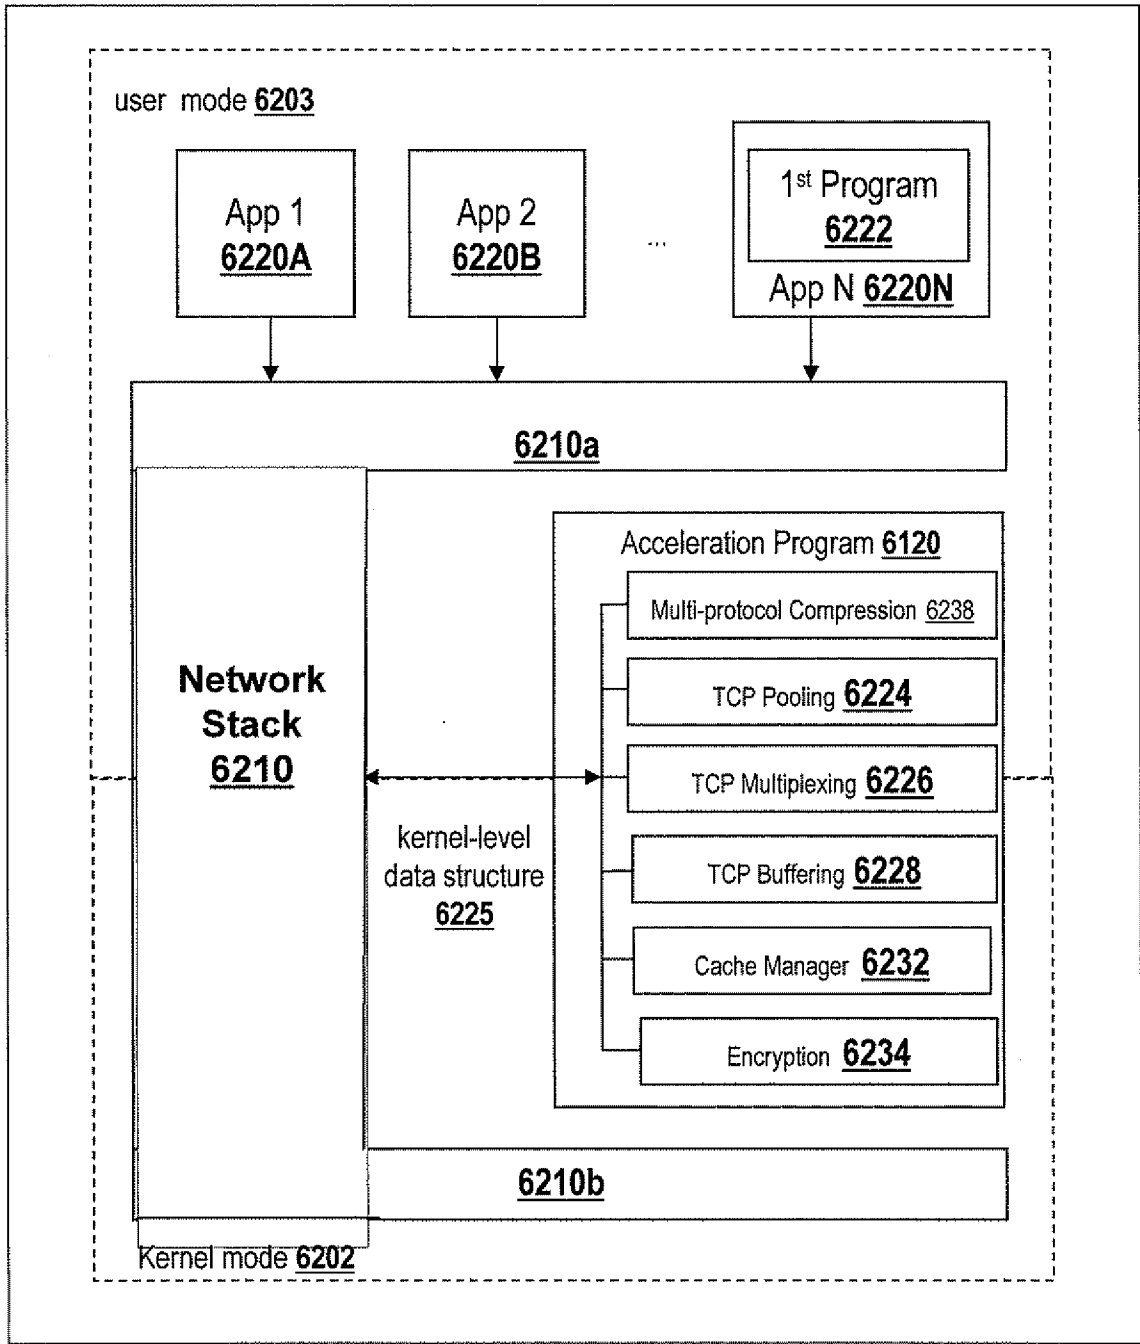 user mode 6203
App 1
6220A
App 2
6220B
...
1st Program
6222
App N 6220N
6210a
Acceleration Program 6120
Multi-protocol Compression 6238
TCP Pooling 6224
Network
Stack
6210
TCP Multiplexing 6226
kernel-level
data structure
6225
TCP Buffering 6228
Cache Manager 6232
Encryption 6234
6210b
Kernel mode 6202